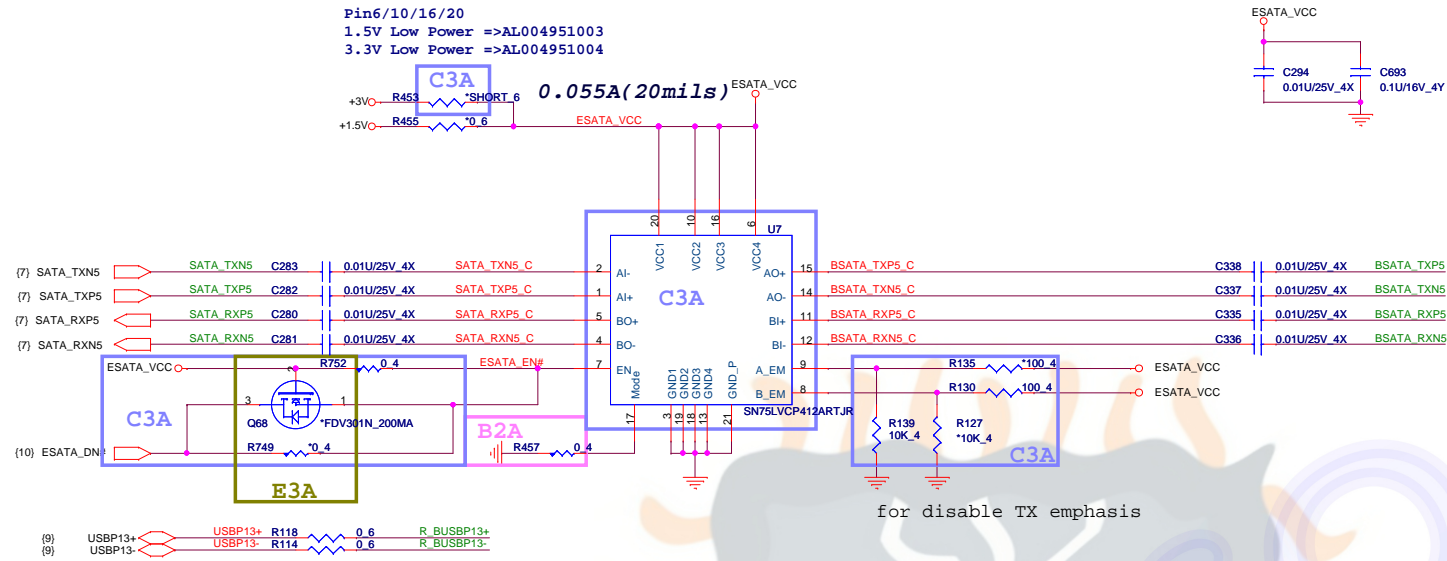 Pin6/10/16/20
1.5V Low Power =>AL004951003
3.3V Low Power =>AL004951004
ESATA_VCC
C294
0.01U/25V_4X
C693
0.1U/16V_4Y
C3A
+3V R453 *SHORT_6
0.055A(20mils)
ESATA_VCC
+1.5V R455 *0_6
ESATA_VCC
20 10 16 6
U7
VCC1 VCC2 VCC3 VCC4
{7} SATA_TXN5 SATA_TXN5 C283 0.01U/25V_4X SATA_TXN5_C 2 AI-
AO+ 15 BSATA_TXP5_C C338 0.01U/25V_4X BSATA_TXP5
{7} SATA_TXP5 SATA_TXP5 C282 0.01U/25V_4X SATA_TXP5_C 1 AI+
C3A
AO- 14 BSATA_TXN5_C C337 0.01U/25V_4X BSATA_TXN5
{7} SATA_RXP5 SATA_RXP5 C280 0.01U/25V_4X SATA_RXP5_C 5 BO+
BI+ 11 BSATA_RXP5_C C335 0.01U/25V_4X BSATA_RXP5
{7} SATA_RXN5 SATA_RXN5 C281 0.01U/25V_4X SATA_RXN5_C 4 BO-
BI- 12 BSATA_RXN5_C C336 0.01U/25V_4X BSATA_RXN5
ESATA_VCC R752 0_4 ESATA_EN# 7 EN
A_EM 9 R135 *100_4 ESATA_VCC
B_EM 8 R130 100_4 ESATA_VCC
Mode GND1 GND2 GND3 GND4 GND_P
SN75LVCP412ARTJR
17 3 19 18 13 21
2
3 1
C3A
Q68 *FDV301N_200MA
{10} ESATA_DN# R749 *0_4
E3A
B2A
R457 0_4
R139
10K_4
R127
*10K_4
C3A
for disable TX emphasis
{9} USBP13+ USBP13+ R118 0_6 R_BUSBP13+
{9} USBP13- USBP13- R114 0_6 R_BUSBP13-